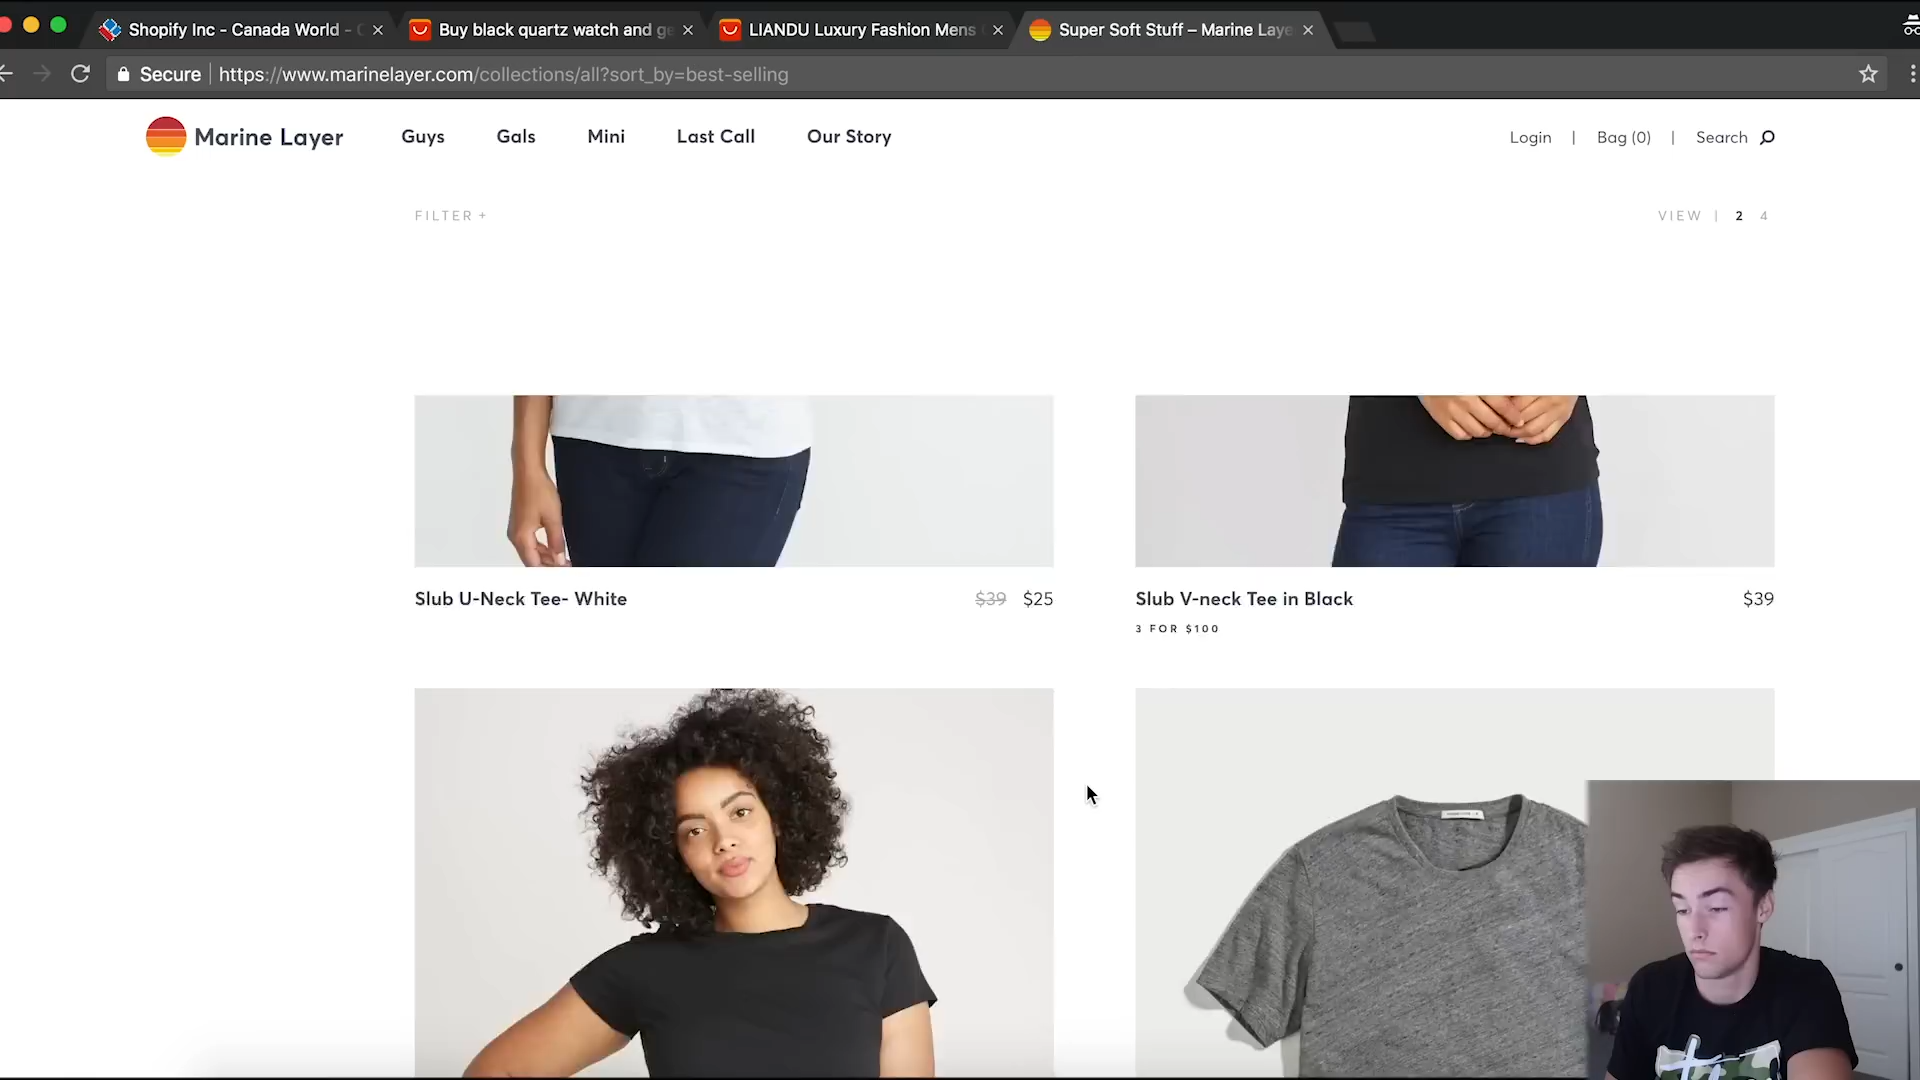 Shopify Inc - Canada World -
Buy black quartz watch and ge
LIANDU Luxury Fashion Mens
Super Soft Stuff – Marine Laye
Secure
https://www.marinelayer.com/collections/all?sort_by=best-selling
Marine Layer
Guys
Gals
Mini
Last Call
Our Story
Login | Bag (0) | Search
FILTER +
VIEW | 2 4
Slub U-Neck Tee- White
$39 $25
Slub V-neck Tee in Black
$39
3 FOR $100